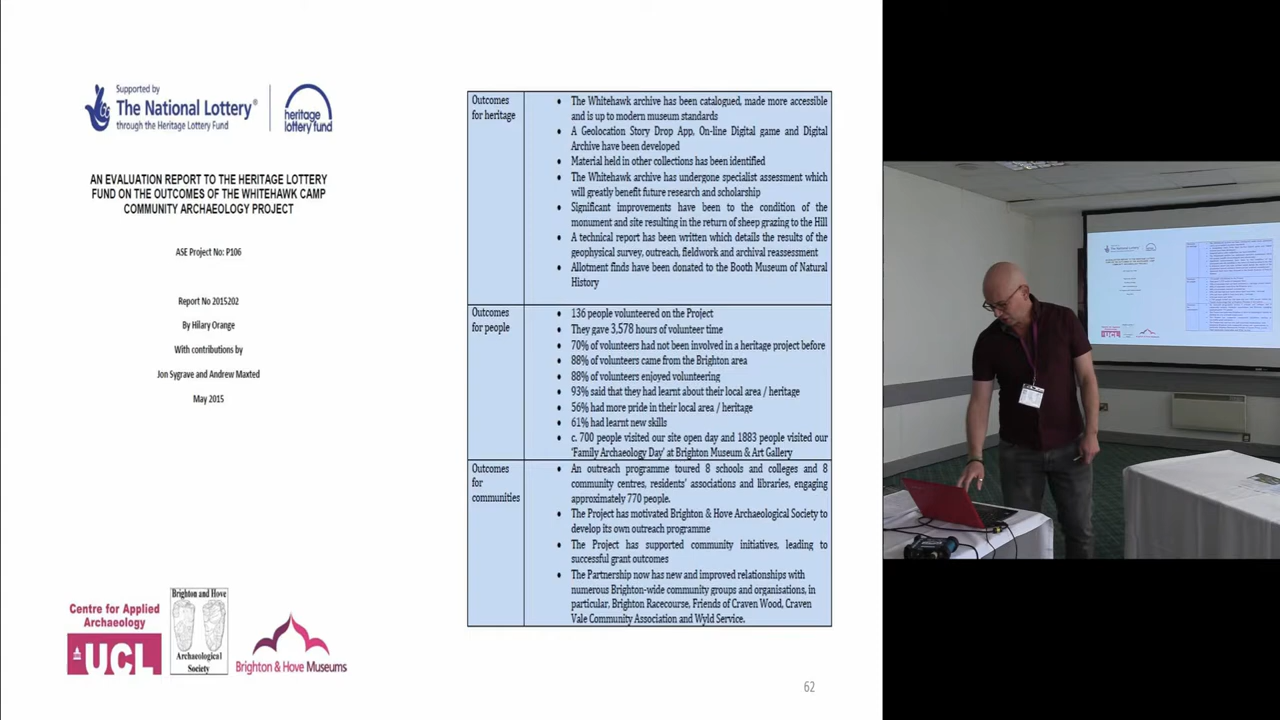 Supported by
The National Lottery®
through the Heritage Lottery Fund
heritage
lottery fund
AN EVALUATION REPORT TO THE HERITAGE LOTTERY
FUND ON THE OUTCOMES OF THE WHITEHAWK CAMP
COMMUNITY ARCHAEOLOGY PROJECT
ASE Project No: P106
Report No 2015202
By Hilary Orange
With contributions by
Jon Sygrave and Andrew Maxted
May 2015
Centre for Applied
Archaeology
UCL
Brighton and Hove
Archaeological
Society
Brighton & Hove Museums
Outcomes
for heritage
• The Whitehawk archive has been catalogued, made more accessible
and is up to modern museum standards
• A Geolocation Story Drop App, On-line Digital game and Digital
Archive have been developed
• Material held in other collections has been identified
• The Whitehawk archive has undergone specialist assessment which
will greatly benefit future research and scholarship
• Significant improvements have been to the condition of the
monument and site resulting in the return of sheep grazing to the Hill
• A technical report has been written which details the results of the
geophysical survey, outreach, fieldwork and archival reassessment
• Allotment finds have been donated to the Booth Museum of Natural
History
Outcomes
for people
• 136 people volunteered on the Project
• They gave 3,578 hours of volunteer time
• 70% of volunteers had not been involved in a heritage project before
• 88% of volunteers came from the Brighton area
• 88% of volunteers enjoyed volunteering
• 93% said that they had learnt about their local area / heritage
• 56% had more pride in their local area / heritage
• 61% had learnt new skills
• c. 700 people visited our site open day and 1883 people visited our
'Family Archaeology Day' at Brighton Museum & Art Gallery
Outcomes
for
communities
• An outreach programme toured 8 schools and colleges and 8
community centres, residents' associations and libraries, engaging
approximately 770 people.
• The Project has motivated Brighton & Hove Archaeological Society to
develop its own outreach programme
• The Project has supported community initiatives, leading to
successful grant outcomes
• The Partnership now has new and improved relationships with
numerous Brighton-wide community groups and organisations, in
particular, Brighton Racecourse, Friends of Craven Wood, Craven
Vale Community Association and Wyld Service.
62